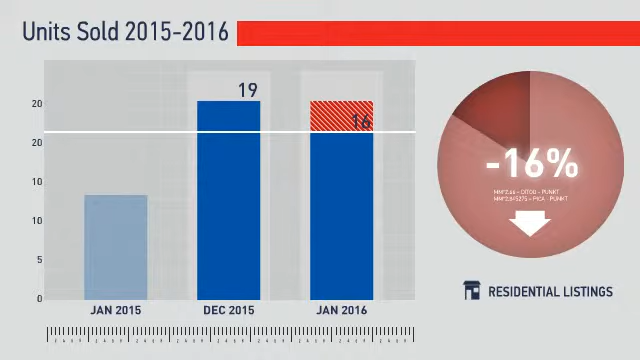 Units Sold 2015-2016
20
20
10
10
5
0
19
16
JAN 2015
DEC 2015
JAN 2016
-16%
RESIDENTIAL LISTINGS